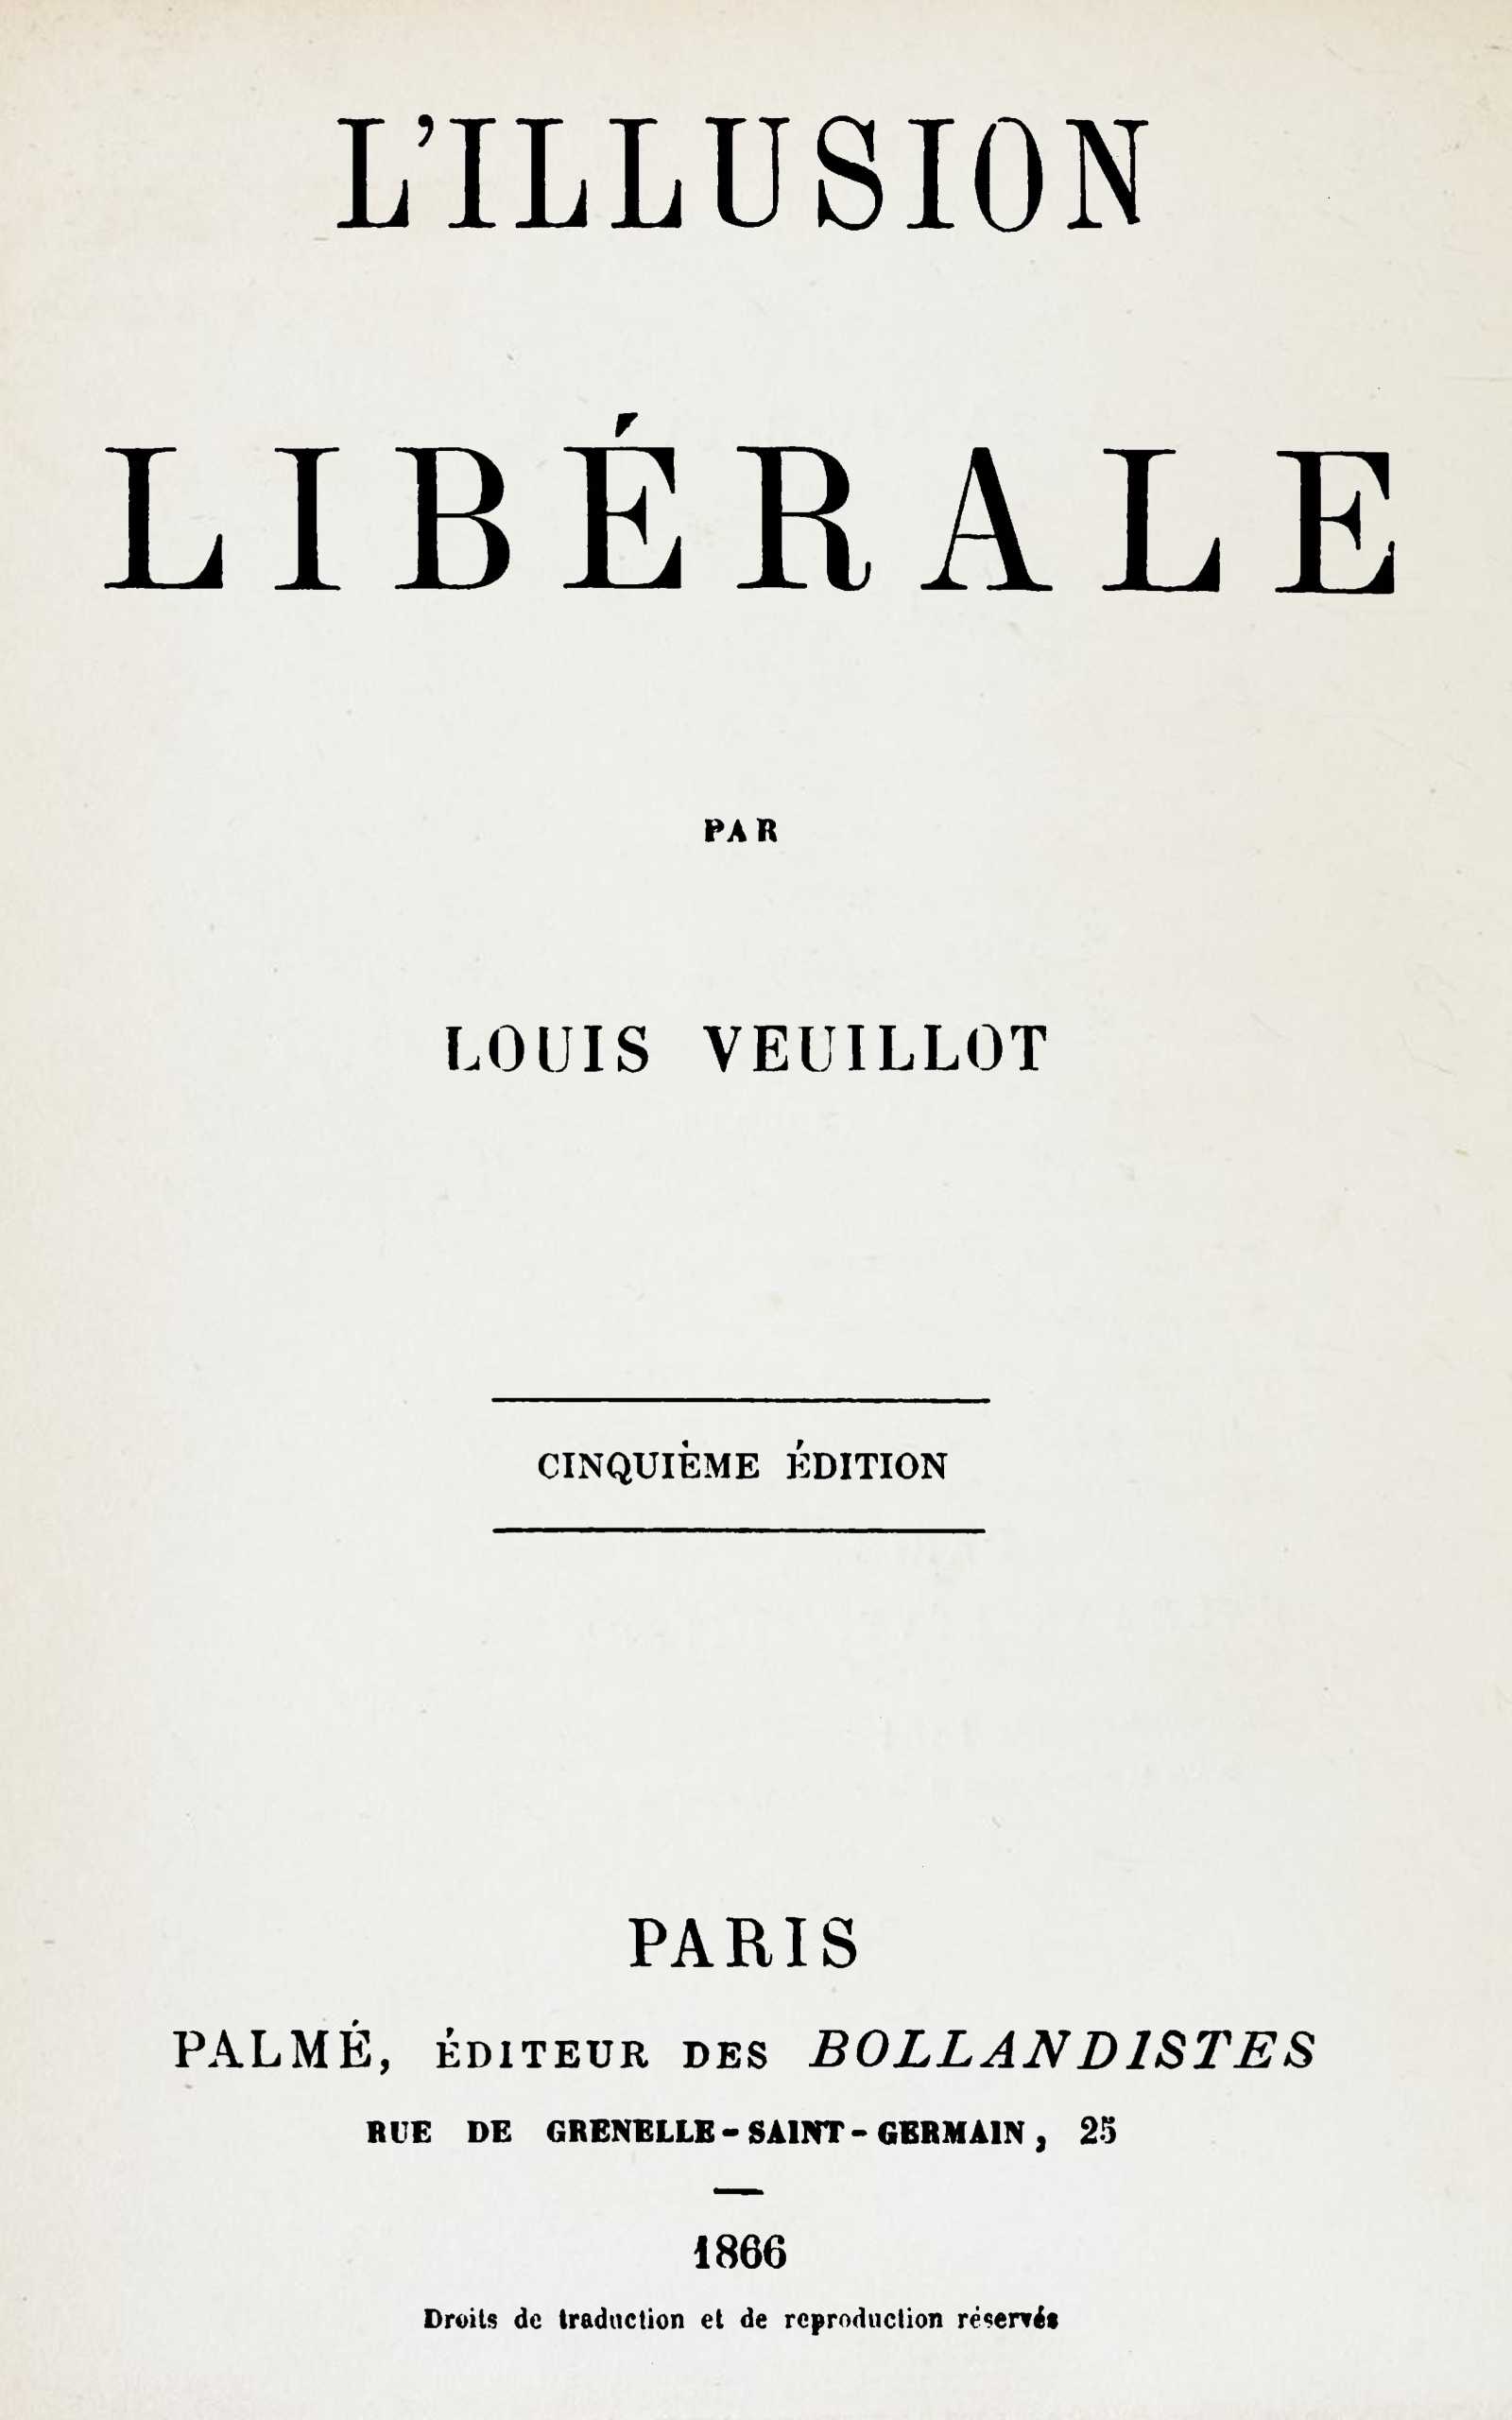 L'ILLUSION
LIBÉRALE
PAR
LOUIS VEUILLOT
CINQUIÈME ÉDITION
PARIS
PALMÉ, ÉDITEUR DES BOLLANDISTES
RUE DE GRENELLE-SAINT-GERMAIN, 25
1866
Droits de traduction et de reproduction réservés